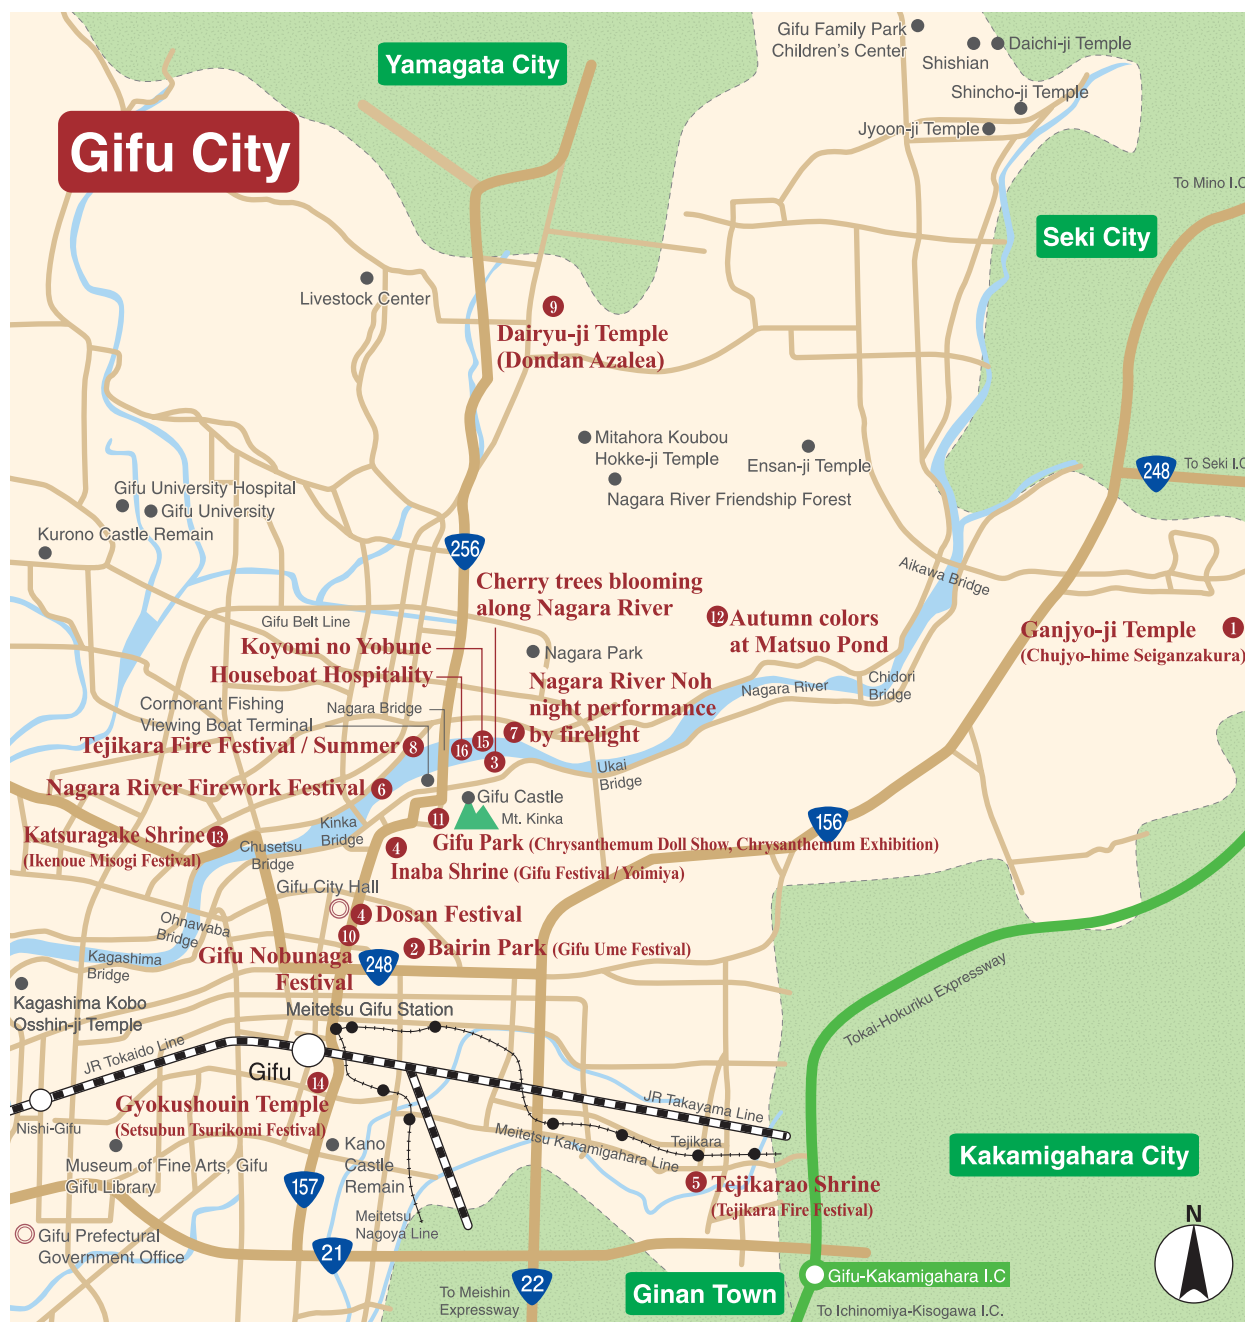 Gifu Family Park
Children's Center
Daichi-ji Temple
Shishian
Yamagata City
Shincho-ji Temple
Jyoon-ji Temple
Gifu City
To Mino I.C
Seki City
Livestock Center
9
Dairyu-ji Temple
(Dondan Azalea)
Mitahora Koubou
Hokke-ji Temple
Ensan-ji Temple
Nagara River Friendship Forest
248
To Seki I.C
Gifu University Hospital
Gifu University
Kurono Castle Remain
256
Aikawa Bridge
Cherry trees blooming
along Nagara River
12 Autumn colors
at Matsuo Pond
Gifu Belt Line
Ganjyo-ji Temple 1
(Chujyo-hime Seiganzakura)
Koyomi no Yobune
Houseboat Hospitality
Nagara Park
Nagara River Noh
night performance
by firelight
7
Nagara River
Chidori
Bridge
Cormorant Fishing
Viewing Boat Terminal
Nagara Bridge
Tejikara Fire Festival / Summer 8
16
15
3
Ukai
Bridge
Nagara River Firework Festival 6
Gifu Castle
Mt. Kinka
Kinka
Bridge
11
Katsuragake Shrine 13
(Ikenoue Misogi Festival)
Chusetsu
Bridge
156
Gifu Park (Chrysanthemum Doll Show, Chrysanthemum Exhibition)
4
Inaba Shrine (Gifu Festival / Yoimiya)
Gifu City Hall
4 Dosan Festival
Ohnawaba
Bridge
10
Gifu Nobunaga
Festival
2 Bairin Park (Gifu Ume Festival)
248
Kagashima
Bridge
Kagashima Kobo
Osshin-ji Temple
Meitetsu Gifu Station
Tokai-Hokuriku Expressway
JR Tokaido Line
Gifu
14
Gyokushouin Temple
(Setsubun Tsurikomi Festival)
Nishi-Gifu
JR Takayama Line
Meitetsu Kakamigahara Line
Tejikara
Kano
Castle
Remain
Museum of Fine Arts, Gifu
Gifu Library
Kakamigahara City
5 Tejikarao Shrine
(Tejikara Fire Festival)
157
Meitetsu
Nagoya Line
Gifu Prefectural
Government Office
21
N
22
To Meishin
Expressway
Ginan Town
Gifu-Kakamigahara I.C
To Ichinomiya-Kisogawa I.C.